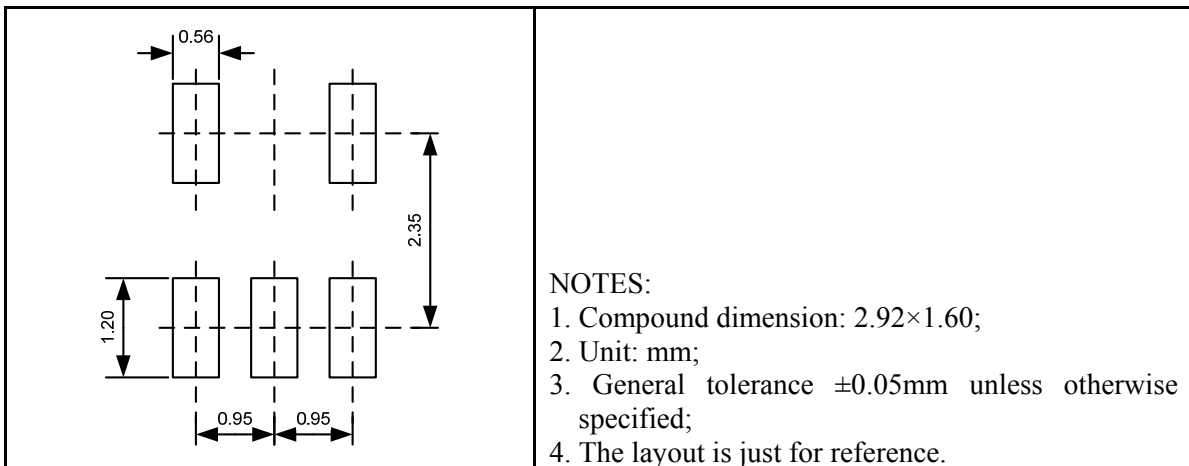 0.56
2.35
1.20
0.95 0.95
NOTES:
1. Compound dimension: 2.92×1.60;
2. Unit: mm;
3. General tolerance ±0.05mm unless otherwise
specified;
4. The layout is just for reference.